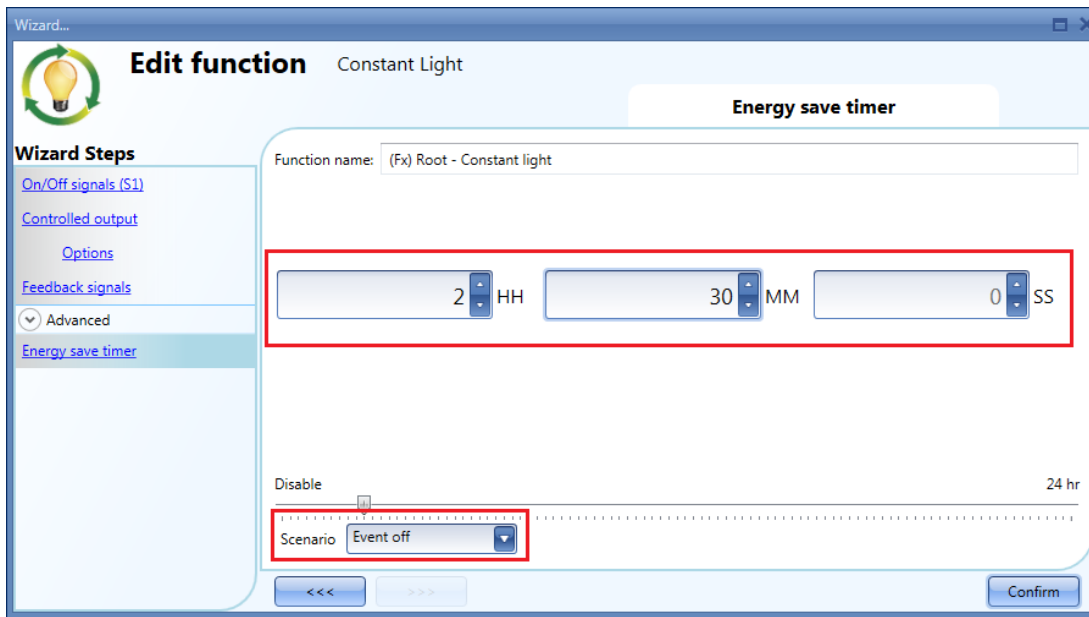 Wizard...
Edit function Constant Light
Energy save timer
Wizard Steps
On/Off signals (S1)
Controlled output
Options
Feedback signals
Advanced
Energy save timer
Function name: (Fx) Root - Constant light
2 HH 30 MM 0 SS
Disable 24 hr
Scenario Event off
<<< >>> Confirm